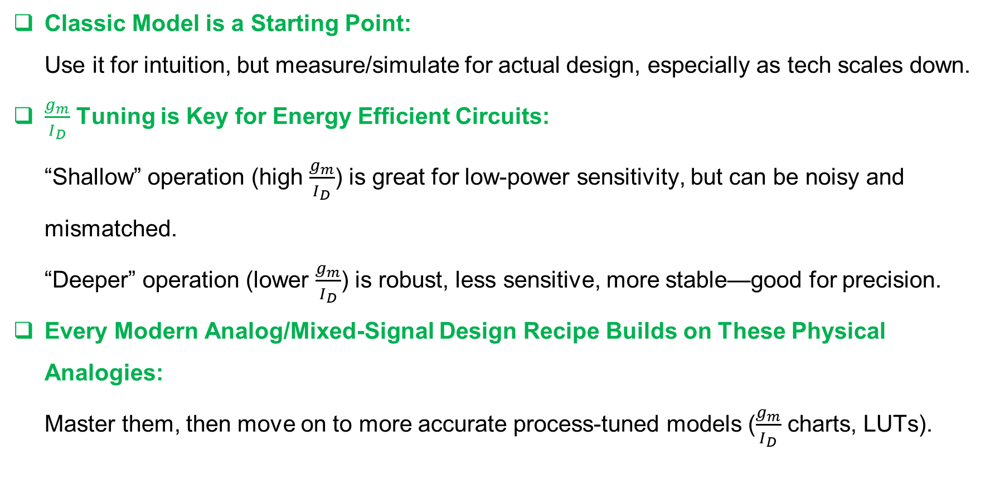 ❑ Classic Model is a Starting Point:
Use it for intuition, but measure/simulate for actual design, especially as tech scales down.
❑ $\frac{g_m}{I_D}$ Tuning is Key for Energy Efficient Circuits:
“Shallow” operation (high $\frac{g_m}{I_D}$) is great for low-power sensitivity, but can be noisy and
mismatched.
“Deeper” operation (lower $\frac{g_m}{I_D}$) is robust, less sensitive, more stable—good for precision.
❑ Every Modern Analog/Mixed-Signal Design Recipe Builds on These Physical
Analogies:
Master them, then move on to more accurate process-tuned models ($\frac{g_m}{I_D}$ charts, LUTs).